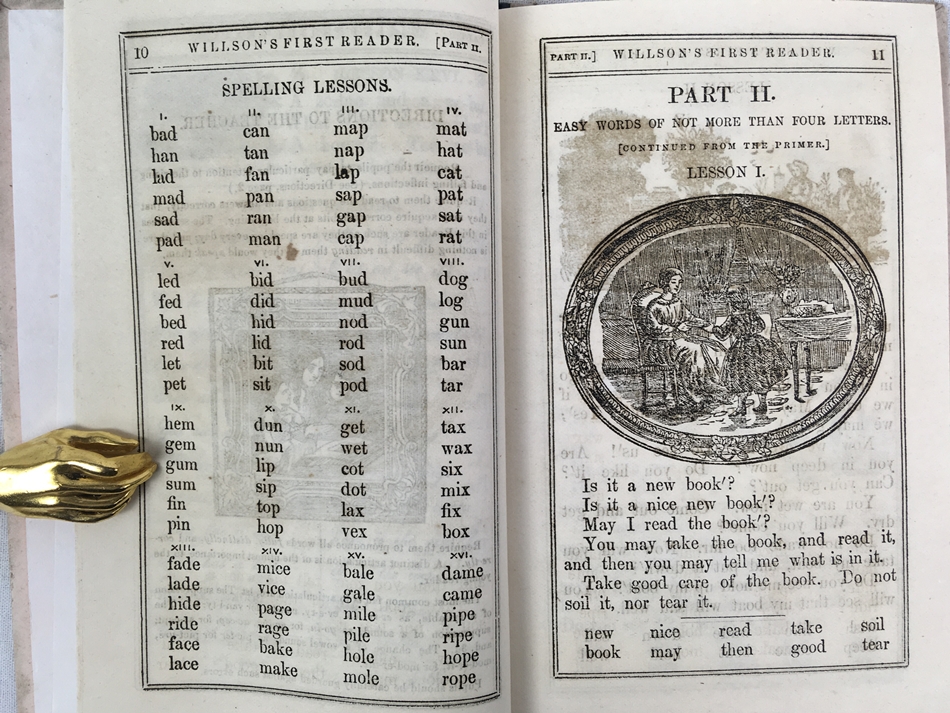 10 WILLSON'S FIRST READER. [PART II.
SPELLING LESSONS.
I. II. III. IV.
bad can map mat
han tan nap hat
lad fan lap cat
mad pan sap pat
sad ran gap sat
pad man cap rat
V. VI. VII. VIII.
led bid bud dog
fed did mud log
bed hid nod gun
red lid rod sun
let bit sod bar
pet sit pod tar
IX. X. XI. XII.
hem dun get tax
gem nun wet wax
gum lip cot six
sum sip dot mix
fin top lax fix
pin hop vex box
XIII. XIV. XV. XVI.
fade mice bale dame
lade vice gale came
hide page mile pipe
ride rage pile ripe
face bake hole hope
lace make mole rope
PART II.] WILLSON'S FIRST READER. 11
PART II.
EASY WORDS OF NOT MORE THAN FOUR LETTERS.
[CONTINUED FROM THE PRIMER.]
LESSON I.
Is it a new book'?
Is it a nice new book'?
May I read the book'?
You may take the book, and read it,
and then you may tell me what is in it.
Take good care of the book. Do not
soil it, nor tear it.
new nice read take soil
book may then good tear